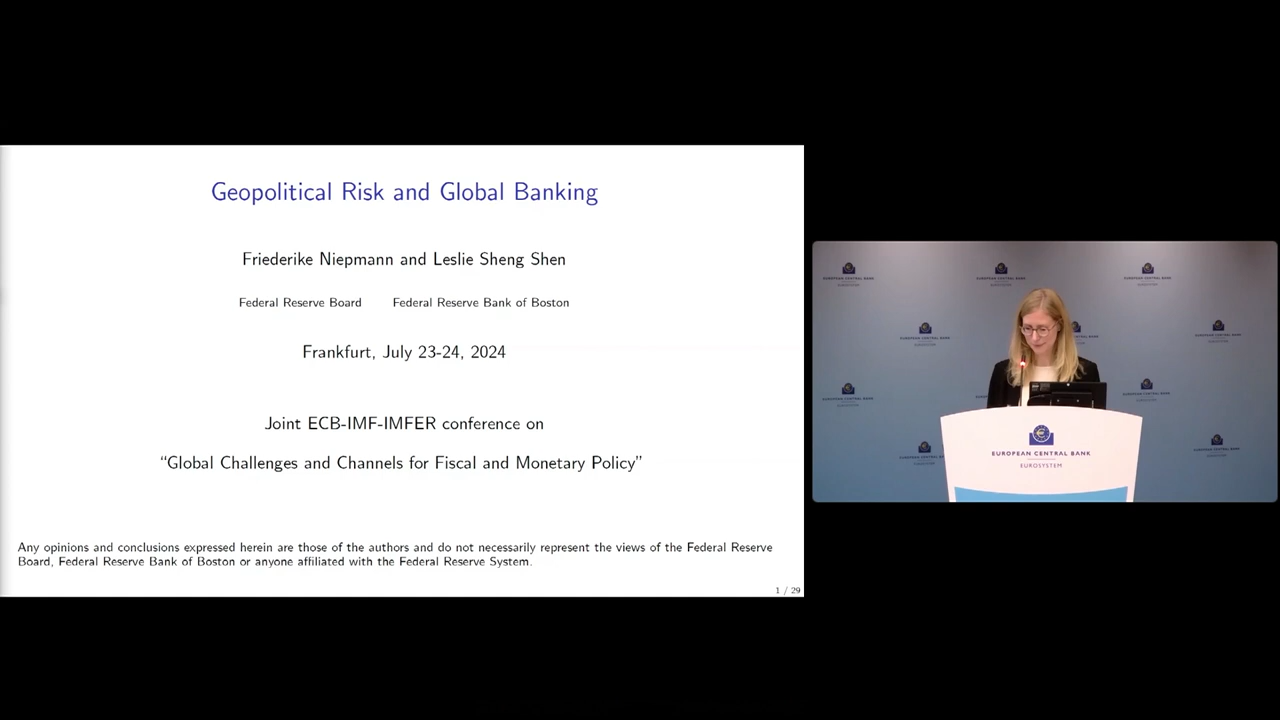 Geopolitical Risk and Global Banking
Friederike Niepmann and Leslie Sheng Shen
Federal Reserve Board Federal Reserve Bank of Boston
Frankfurt, July 23-24, 2024
Joint ECB-IMF-IMFER conference on
“Global Challenges and Channels for Fiscal and Monetary Policy”
Any opinions and conclusions expressed herein are those of the authors and do not necessarily represent the views of the Federal Reserve
Board, Federal Reserve Bank of Boston or anyone affiliated with the Federal Reserve System.
1 / 29
EUROPEAN CENTRAL BANK
EUROSYSTEM